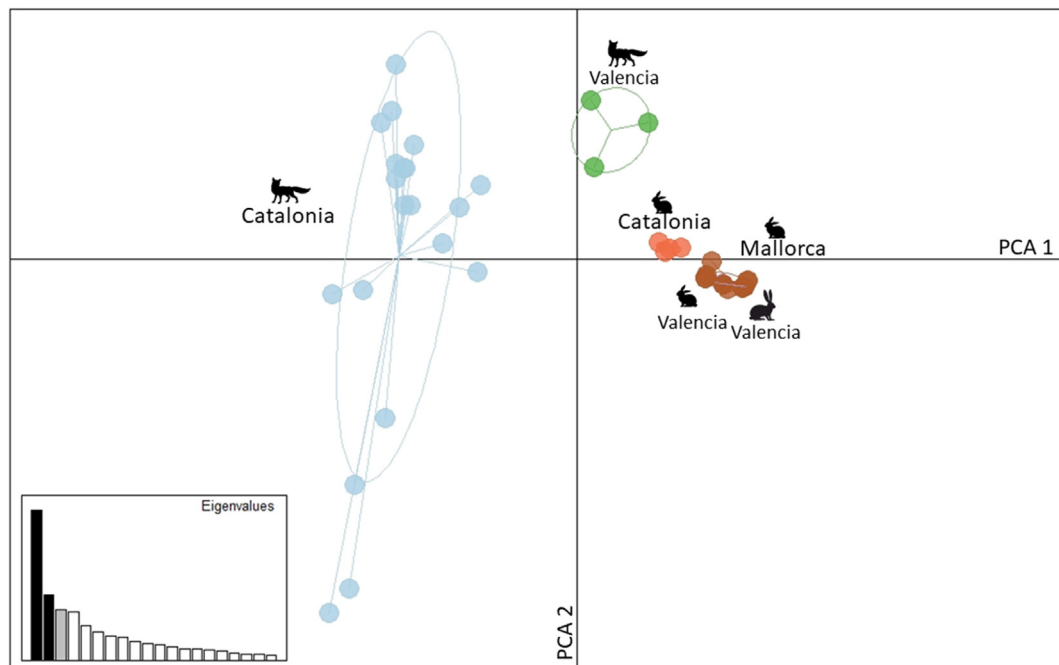 Valencia
Catalonia
Catalonia
Mallorca
PCA 1
Valencia
Valencia
Eigenvalues
PCA 2